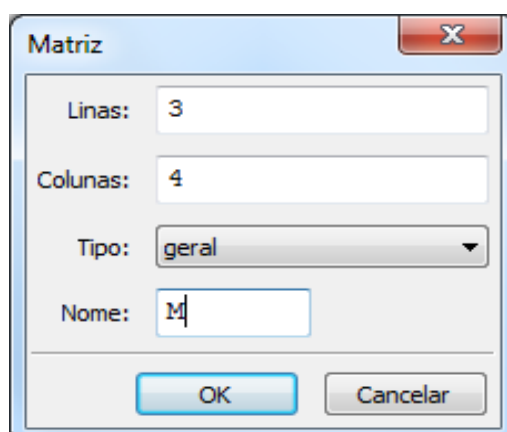 Matriz
Linas: 3
Colunas: 4
Tipo: geral
Nome: M
OK Cancelar